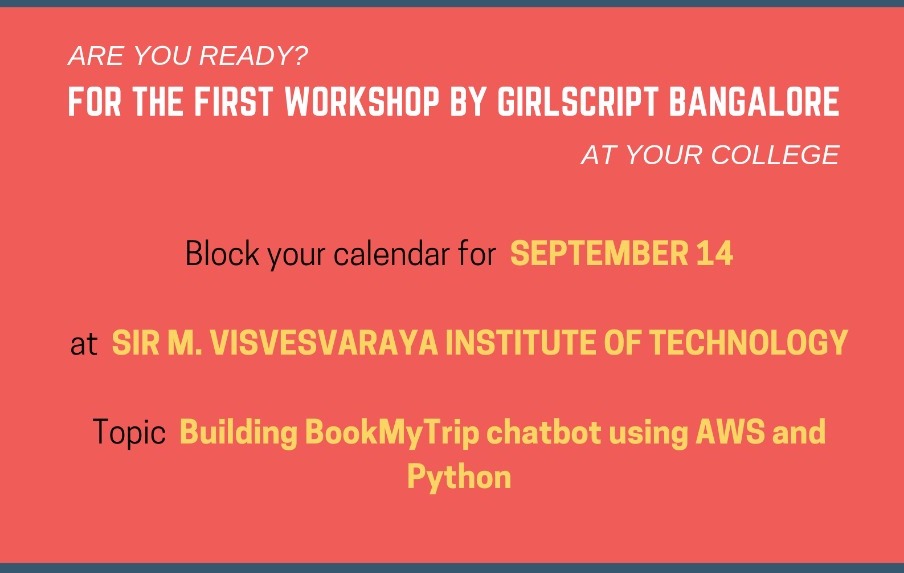 ARE YOU READY?
FOR THE FIRST WORKSHOP BY GIRLSCRIPT BANGALORE
AT YOUR COLLEGE
Block your calendar for SEPTEMBER 14
at SIR M. VISVESVARAYA INSTITUTE OF TECHNOLOGY
Topic Building BookMyTrip chatbot using AWS and
Python